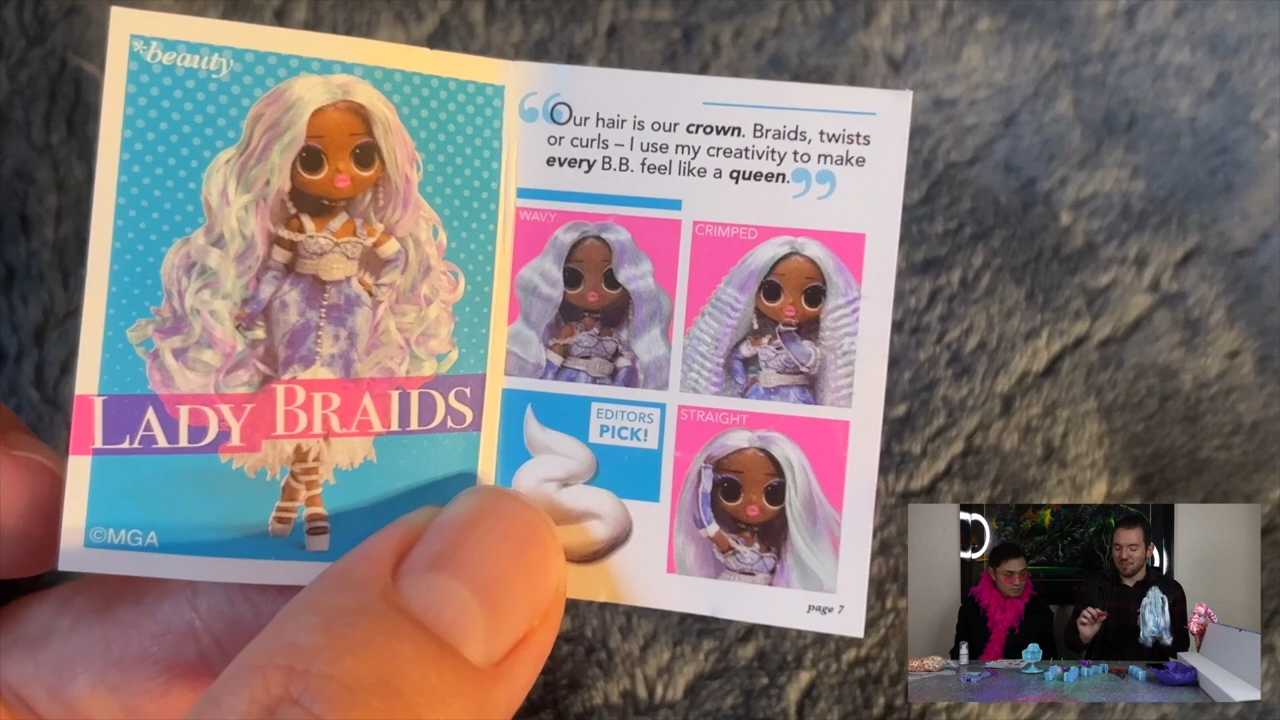 *beauty
LADY BRAIDS
©MGA
“Our hair is our crown. Braids, twists
or curls – I use my creativity to make
every B.B. feel like a queen.”
WAVY
CRIMPED
EDITORS
PICK!
STRAIGHT
page 7